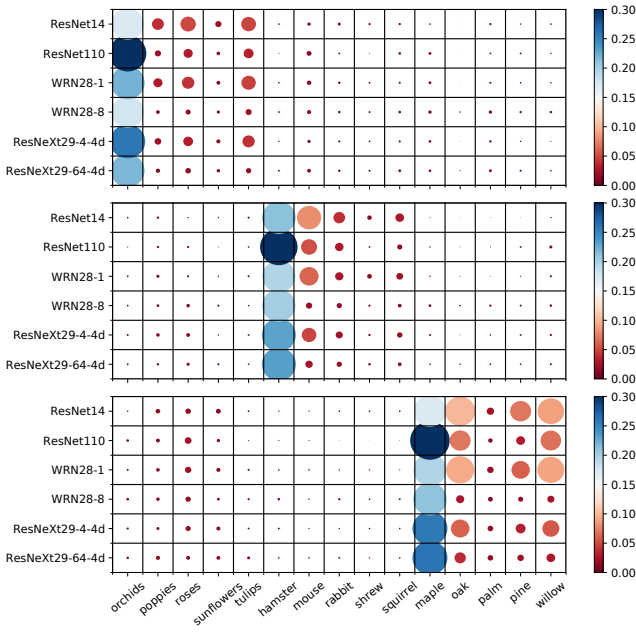 ResNet14
ResNet110
WRN28-1
WRN28-8
ResNeXt29-4-4d
ResNeXt29-64-4d
0.30
0.25
0.20
0.15
0.10
0.05
0.00
ResNet14
ResNet110
WRN28-1
WRN28-8
ResNeXt29-4-4d
ResNeXt29-64-4d
0.30
0.25
0.20
0.15
0.10
0.05
0.00
ResNet14
ResNet110
WRN28-1
WRN28-8
ResNeXt29-4-4d
ResNeXt29-64-4d
0.30
0.25
0.20
0.15
0.10
0.05
0.00
orchids
poppies
roses
sunflowers
tulips
hamster
mouse
rabbit
shrew
squirrel
maple
oak
palm
pine
willow